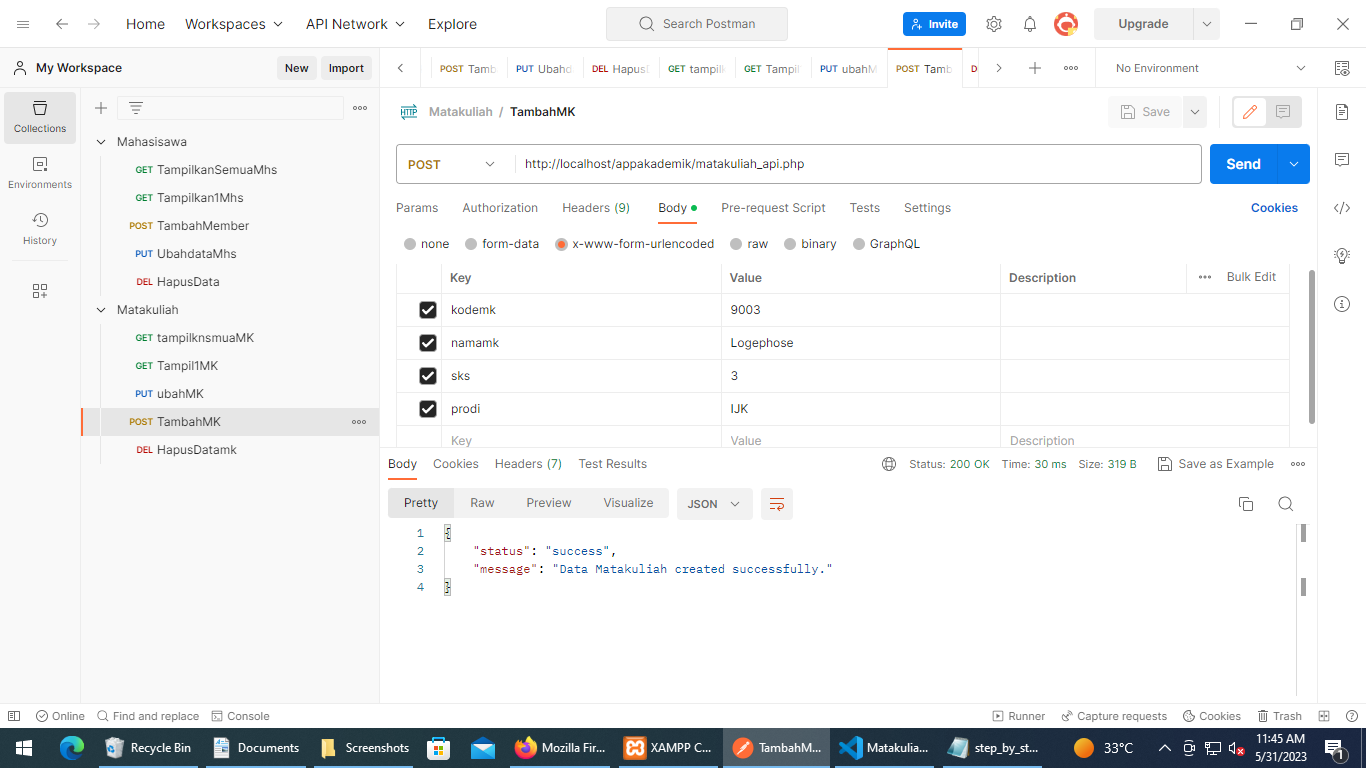 Home Workspaces API Network Explore Search Postman Invite Upgrade
My Workspace New Import POST Tamb PUT Ubahd DEL Hapus GET tampil GET Tampil PUT ubahM POST Tamb D No Environment
Collections
Environments
History
Mahasisawa
GET TampilkanSemuaMhs
GET Tampilkan1Mhs
POST TambahMember
PUT UbahdataMhs
DEL HapusData
Matakuliah
GET tampilknsmuaMK
GET Tampil1MK
PUT ubahMK
POST TambahMK
DEL HapusDatamk
HTTP Matakuliah / TambahMK Save
POST http://localhost/appakademik/matakuliah_api.php Send
Params Authorization Headers (9) Body Pre-request Script Tests Settings Cookies
none form-data x-www-form-urlencoded raw binary GraphQL
Key Value Description Bulk Edit
kodemk 9003
namamk Logephose
sks 3
prodi IJK
Key Value Description
Body Cookies Headers (7) Test Results Status: 200 OK Time: 30 ms Size: 319 B Save as Example
Pretty Raw Preview Visualize JSON
1 {
2 "status": "success",
3 "message": "Data Matakuliah created successfully."
4 }
Online Find and replace Console Runner Capture requests Cookies Trash
Recycle Bin Documents Screenshots Mozilla Fir... XAMPP C... TambahM... Matakulia... step_by_st... 33°C 11:45 AM
5/31/2023 1